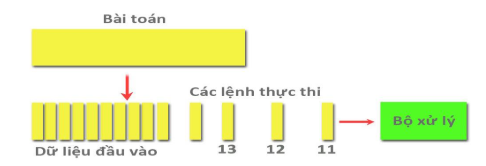 Bài toán
Các lệnh thực thi
Bộ xử lý
Dữ liệu đầu vào
13 12 11